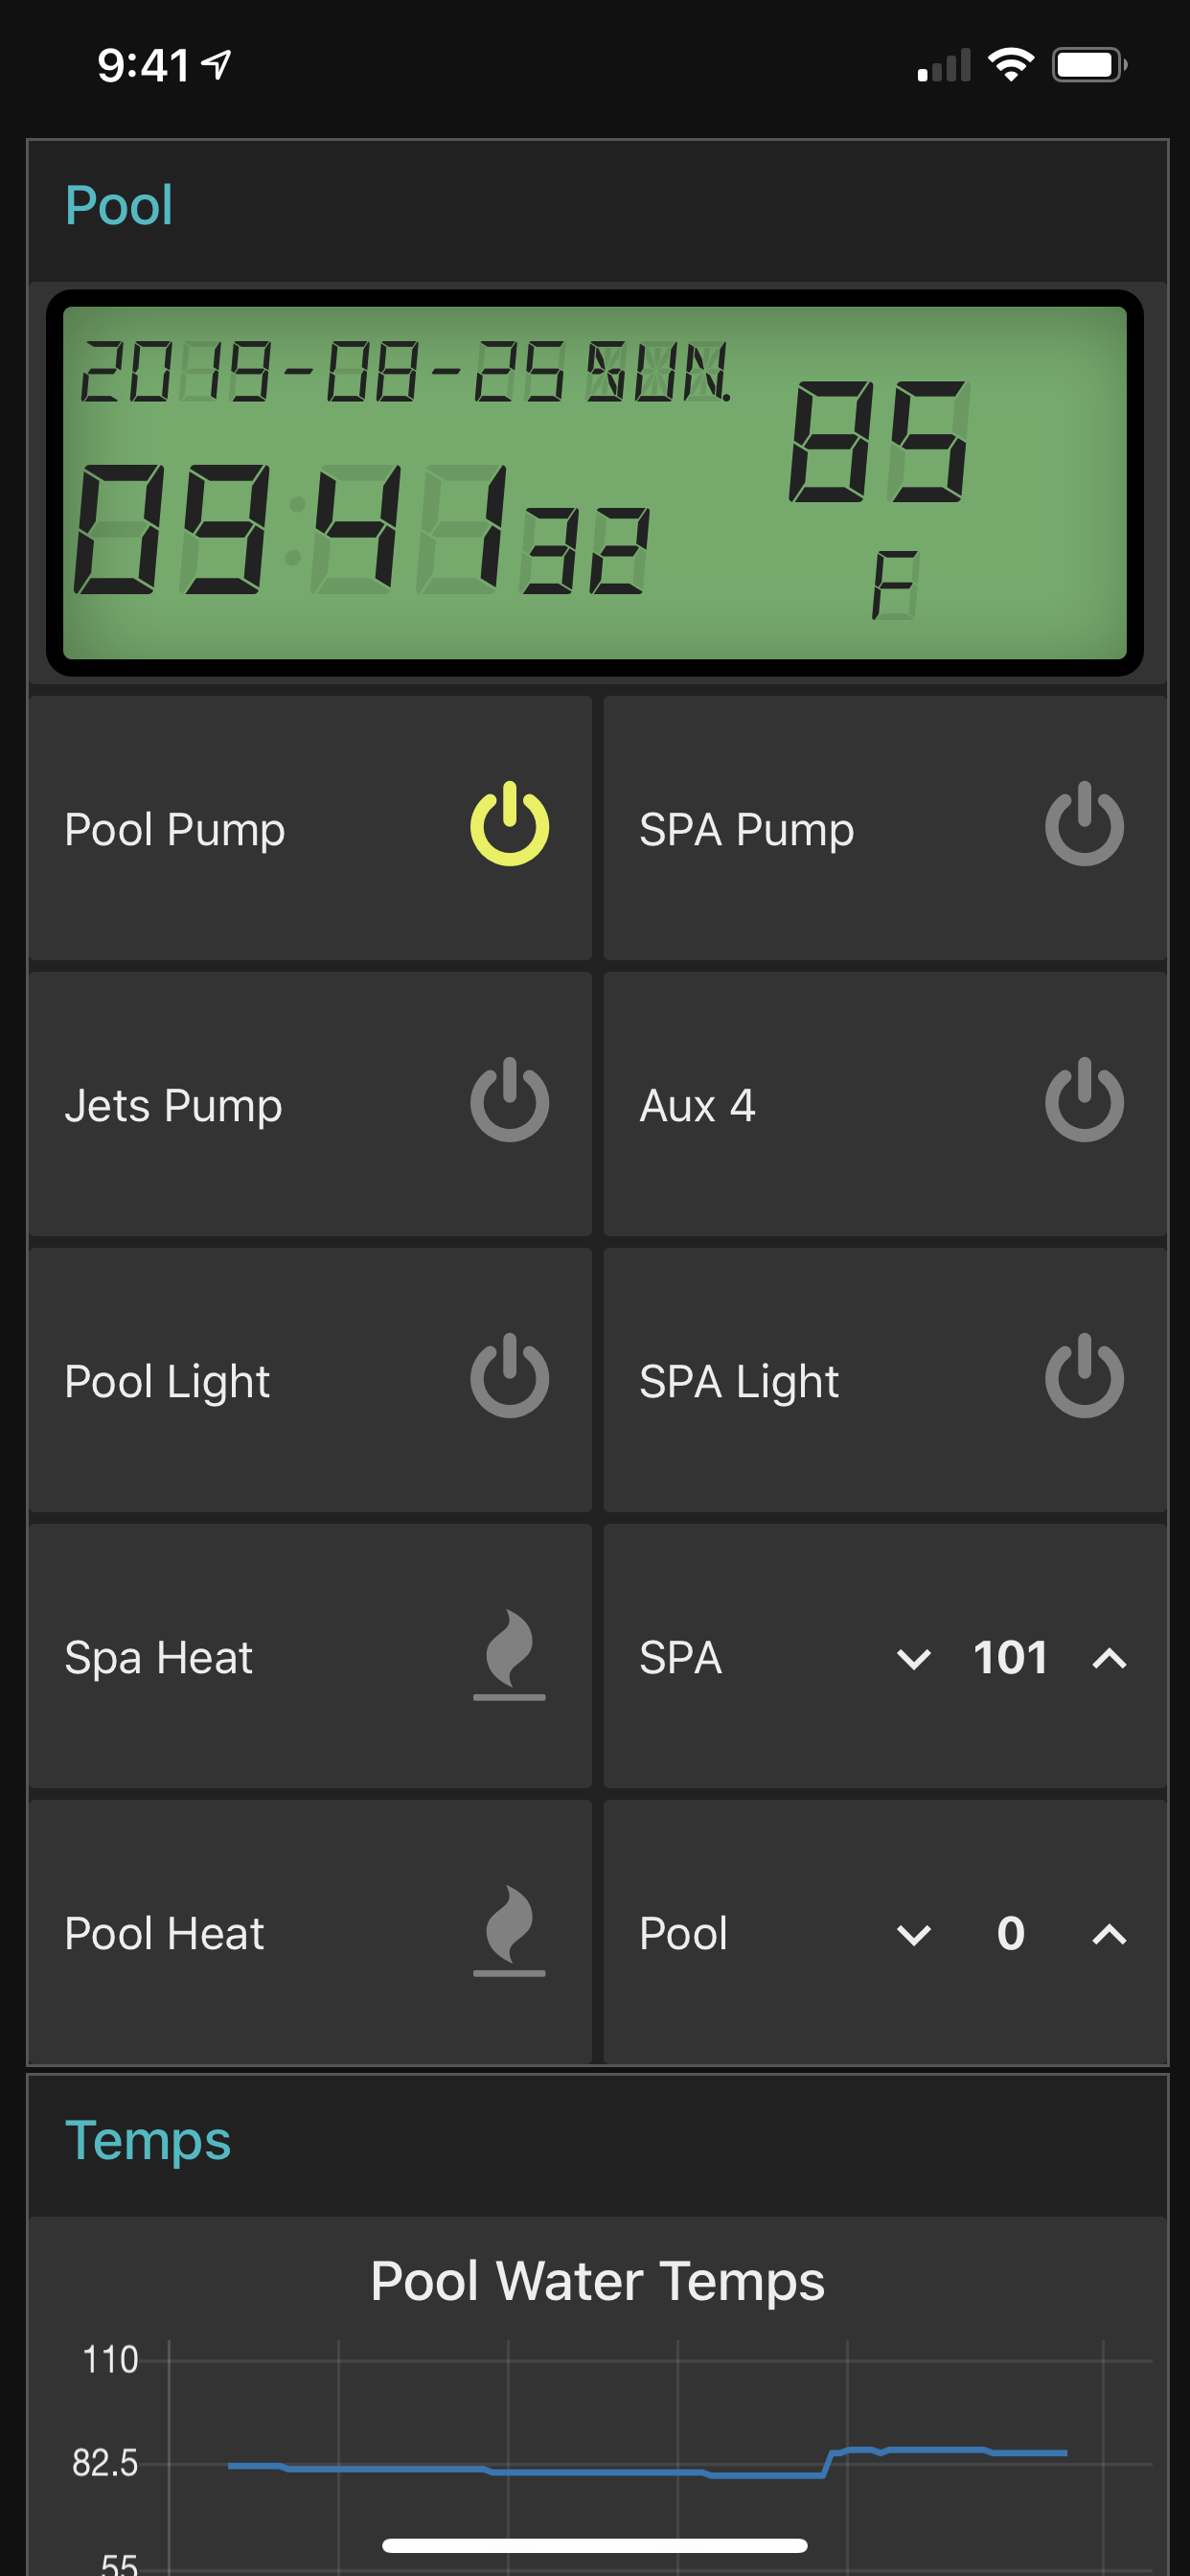 9:41
Pool
2019-08-25 SUN.
85
09:41 32
F
Pool Pump
SPA Pump
Jets Pump
Aux 4
Pool Light
SPA Light
Spa Heat
SPA 101
Pool Heat
Pool 0
Temps
Pool Water Temps
110
82.5
55